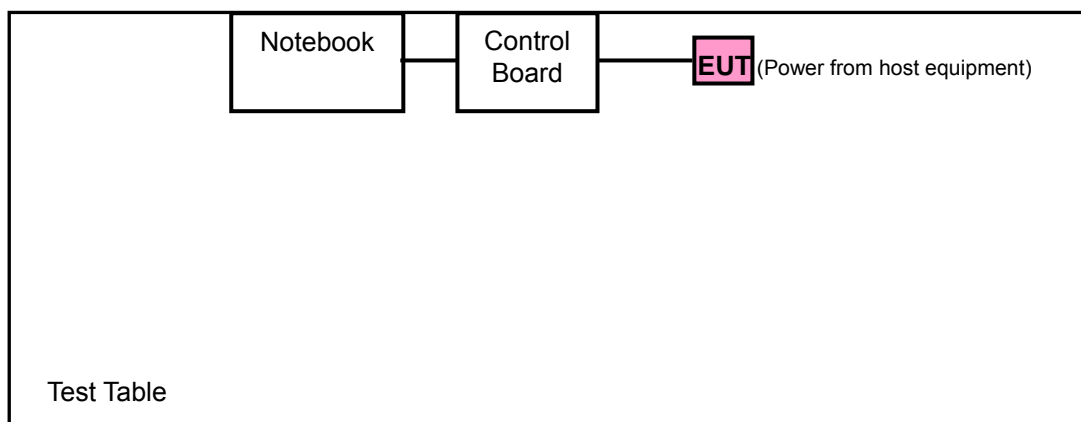 Notebook
Control
Board
EUT (Power from host equipment)
Test Table